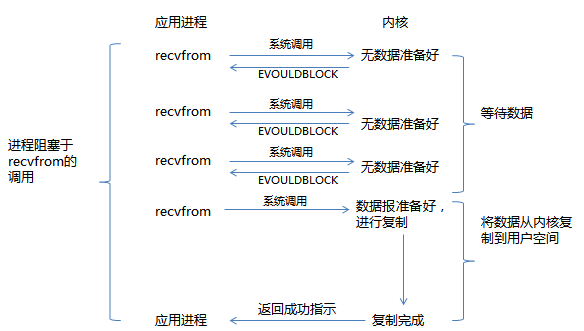 应用进程
内核
系统调用
recvfrom
无数据准备好
EVOULDBLOCK
系统调用
recvfrom
无数据准备好
EVOULDBLOCK
等待数据
系统调用
recvfrom
无数据准备好
EVOULDBLOCK
进程阻塞于
recvfrom的
调用
系统调用
recvfrom
数据报准备好，
进行复制
将数据从内核复
制到用户空间
返回成功指示
应用进程
复制完成